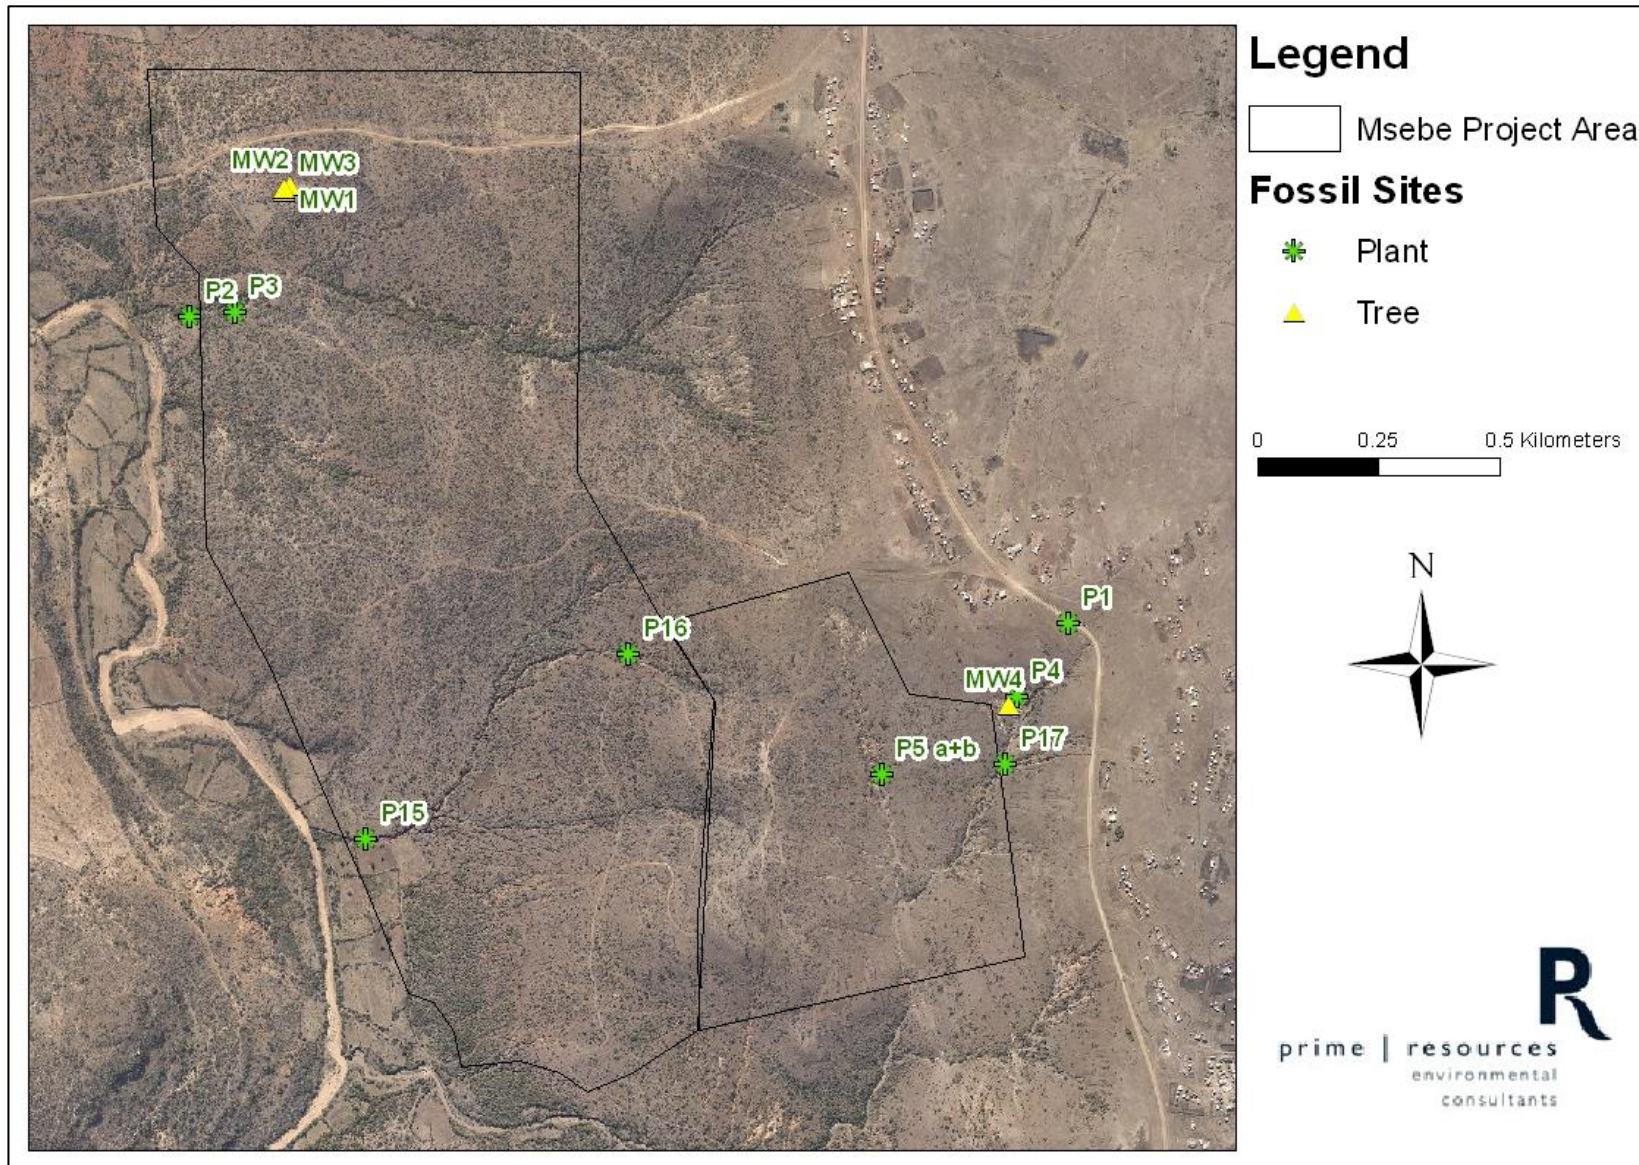 MW2 MW3
MW1
P2 P3
P16
P1
MW4 P4
P17
P5 a+b
P15
Legend
Msebe Project Area
Fossil Sites
Plant
Tree
0 0.25 0.5 Kilometers
N
PR
prime | resources
environmental
consultants